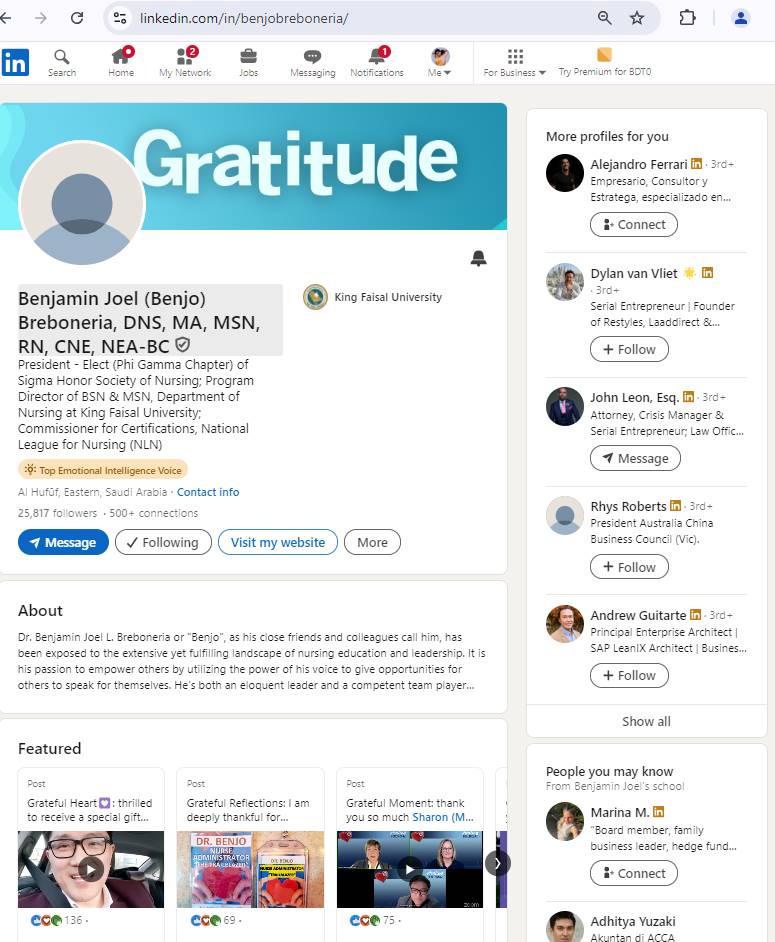 linkedin.com/in/benjobreboneria/
in
Search
Home
2
My Network
Jobs
Messaging
1
Notifications
Me
For Business
Try Premium for BDT0
Gratitude
Benjamin Joel (Benjo)
Breboneria, DNS, MA, MSN,
RN, CNE, NEA-BC
King Faisal University
President - Elect (Phi Gamma Chapter) of
Sigma Honor Society of Nursing; Program
Director of BSN & MSN, Department of
Nursing at King Faisal University;
Commissioner for Certifications, National
League for Nursing (NLN)
Top Emotional Intelligence Voice
Al Hufūf, Eastern, Saudi Arabia · Contact info
25,817 followers · 500+ connections
Message
Following
Visit my website
More
About
Dr. Benjamin Joel L. Breboneria or "Benjo", as his close friends and colleagues call him, has
been exposed to the extensive yet fulfilling landscape of nursing education and leadership. It is
his passion to empower others by utilizing the power of his voice to give opportunities for
others to speak for themselves. He's both an eloquent leader and a competent team player...
Featured
Post
Grateful Heart💟: thrilled
to receive a special gift...
136 ·
Post
Grateful Reflections: I am
deeply thankful for...
DR. BENJO
NURSE
ADMINISTRATOR
"THE TRAILBLAZER"
DR. BENJO
NURSE ADMINISTRATOR
69 ·
Post
Grateful Moment: thank
you so much Sharon (M...
zoom
75 ·
More profiles for you
Alejandro Ferrari in · 3rd+
Empresario, Consultor y
Estratega, especializado en...
Connect
Dylan van Vliet 🌟 in
· 3rd+
Serial Entrepreneur | Founder
of Restyles, Laaddirect &...
+ Follow
John Leon, Esq. in · 3rd+
Attorney, Crisis Manager &
Serial Entrepreneur; Law Offic...
Message
Rhys Roberts in · 3rd+
President Australia China
Business Council (Vic).
+ Follow
Andrew Guitarte in · 3rd+
Principal Enterprise Architect |
SAP LeanIX Architect | Busines...
+ Follow
Show all
People you may know
From Benjamin Joel's school
Marina M. in
"Board member, family
business leader, hedge fund...
Connect
Adhitya Yuzaki
Akuntan di ACCA